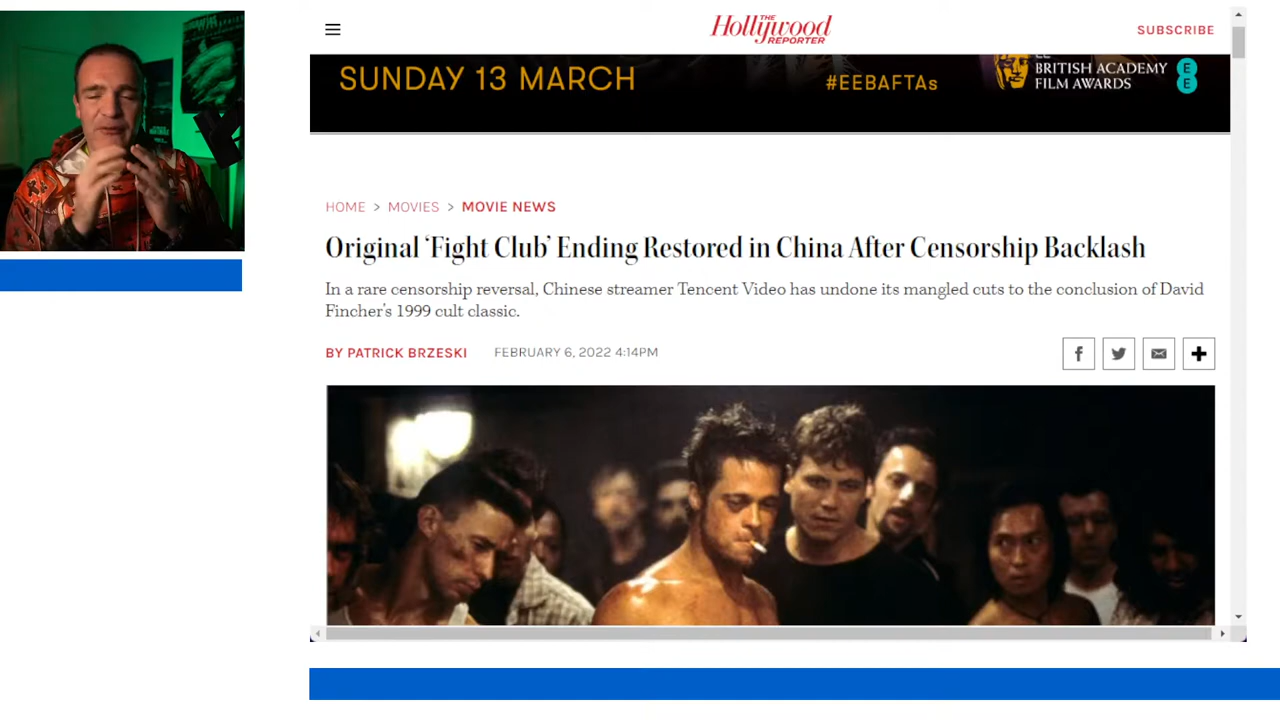 THE
Hollywood
REPORTER
SUBSCRIBE
SUNDAY 13 MARCH
#EEBAFTAs
EE
BRITISH ACADEMY
FILM AWARDS
E
E
HOME > MOVIES > MOVIE NEWS
Original ‘Fight Club’ Ending Restored in China After Censorship Backlash
In a rare censorship reversal, Chinese streamer Tencent Video has undone its mangled cuts to the conclusion of David
Fincher’s 1999 cult classic.
BY PATRICK BRZESKI FEBRUARY 6, 2022 4:14PM